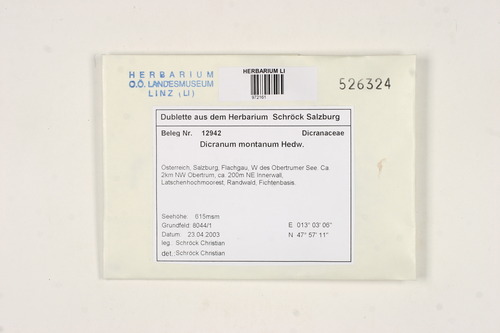 HERBARIUM
O.Ö. LANDESMUSEUM
LINZ (LI)
HERBARIUM LI
972161
526324
Dublette aus dem Herbarium Schröck Salzburg
Beleg Nr. 12942 Dicranaceae
Dicranum montanum Hedw.
Österreich, Salzburg, Flachgau, W des Obertrumer See. Ca
2km NW Obertrum, ca. 200m NE Innerwall,
Latschenhochmoorest, Randwald, Fichtenbasis.
Seehöhe: 615msm
Grundfeld: 8044/1 E 013° 03' 06"
Datum: 23.04.2003 N 47° 57' 11"
leg.: Schröck Christian
det.: Schröck Christian